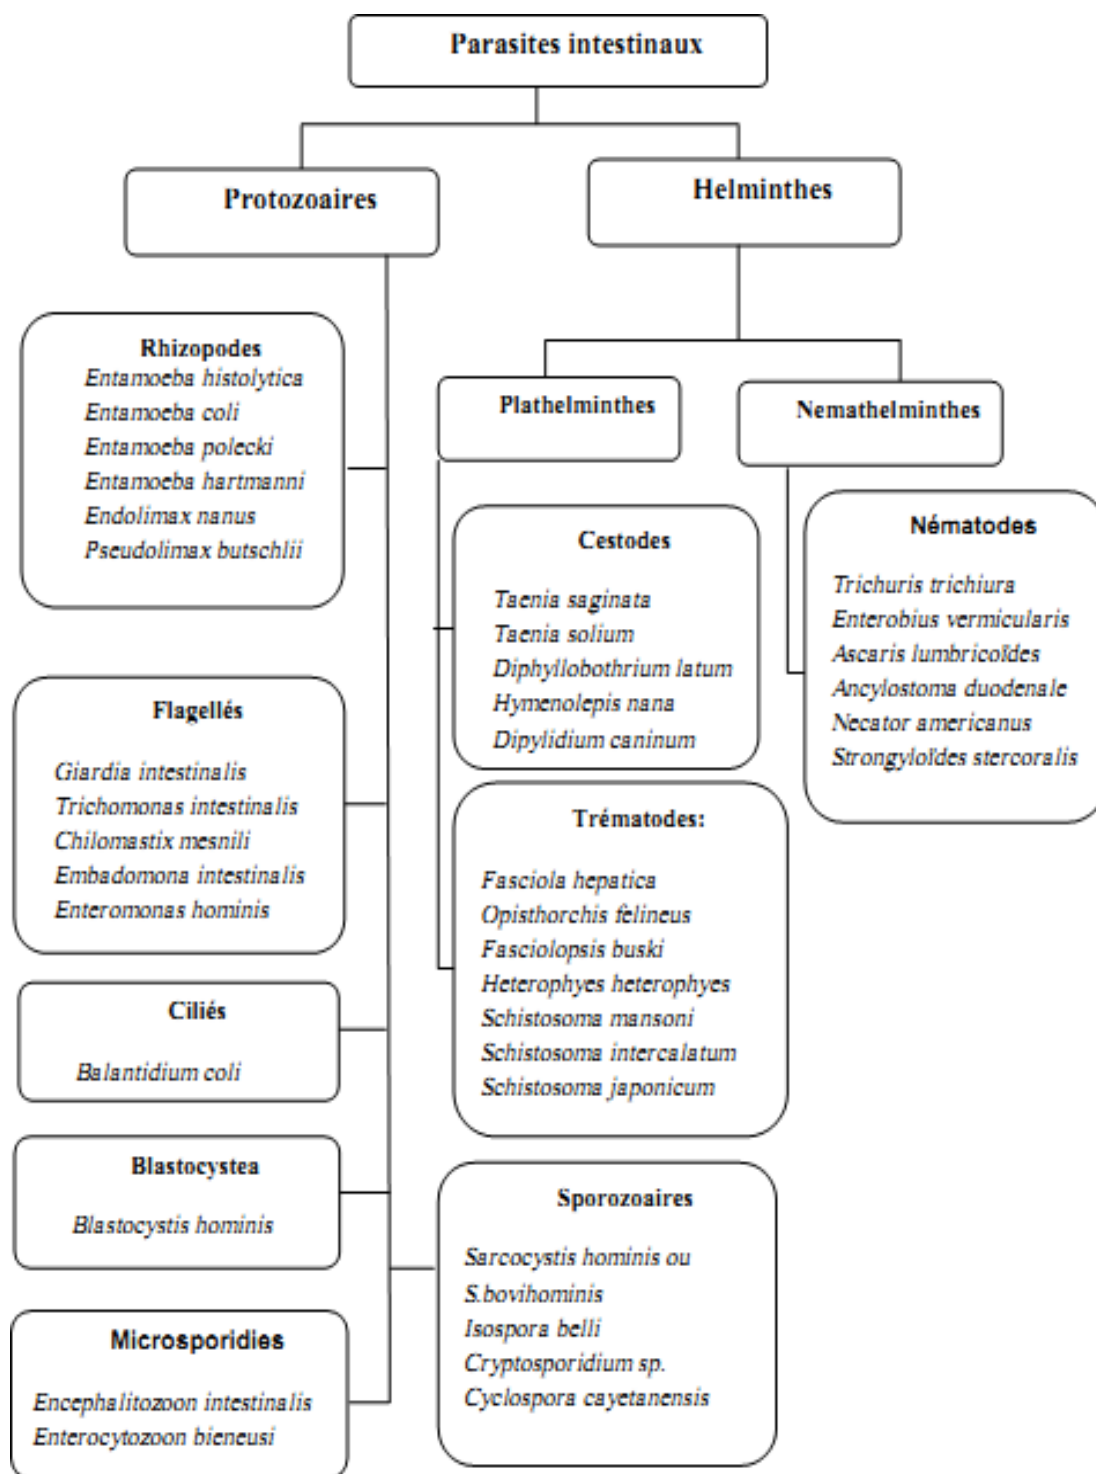 Parasites intestinaux
Protozoaires
Helminthes
Rhizopodes
Entamoeba histolytica
Entamoeba coli
Entamoeba polecki
Entamoeba hartmanni
Endolimax nanus
Pseudolimax butschlii
Flagellés
Giardia intestinalis
Trichomonas intestinalis
Chilomastix mesnili
Embadomona intestinalis
Enteromonas hominis
Ciliés
Balantidium coli
Blastocystea
Blastocystis hominis
Microsporidies
Encephalitozoon intestinalis
Enterocytozoon bieneusi
Sporozoaires
Sarcocystis hominis ou
S.bovihominis
Isospora belli
Cryptosporidium sp.
Cyclospora cayetanensis
Plathelminthes
Cestodes
Taenia saginata
Taenia solium
Diphyllobothrium latum
Hymenolepis nana
Dipylidium caninum
Trématodes:
Fasciola hepatica
Opisthorchis felineus
Fasciolopsis buski
Heterophyes heterophyes
Schistosoma mansoni
Schistosoma intercalatum
Schistosoma japonicum
Nemathelminthes
Nématodes
Trichuris trichiura
Enterobius vermicularis
Ascaris lumbricoïdes
Ancylostoma duodenale
Necator americanus
Strongyloïdes stercoralis